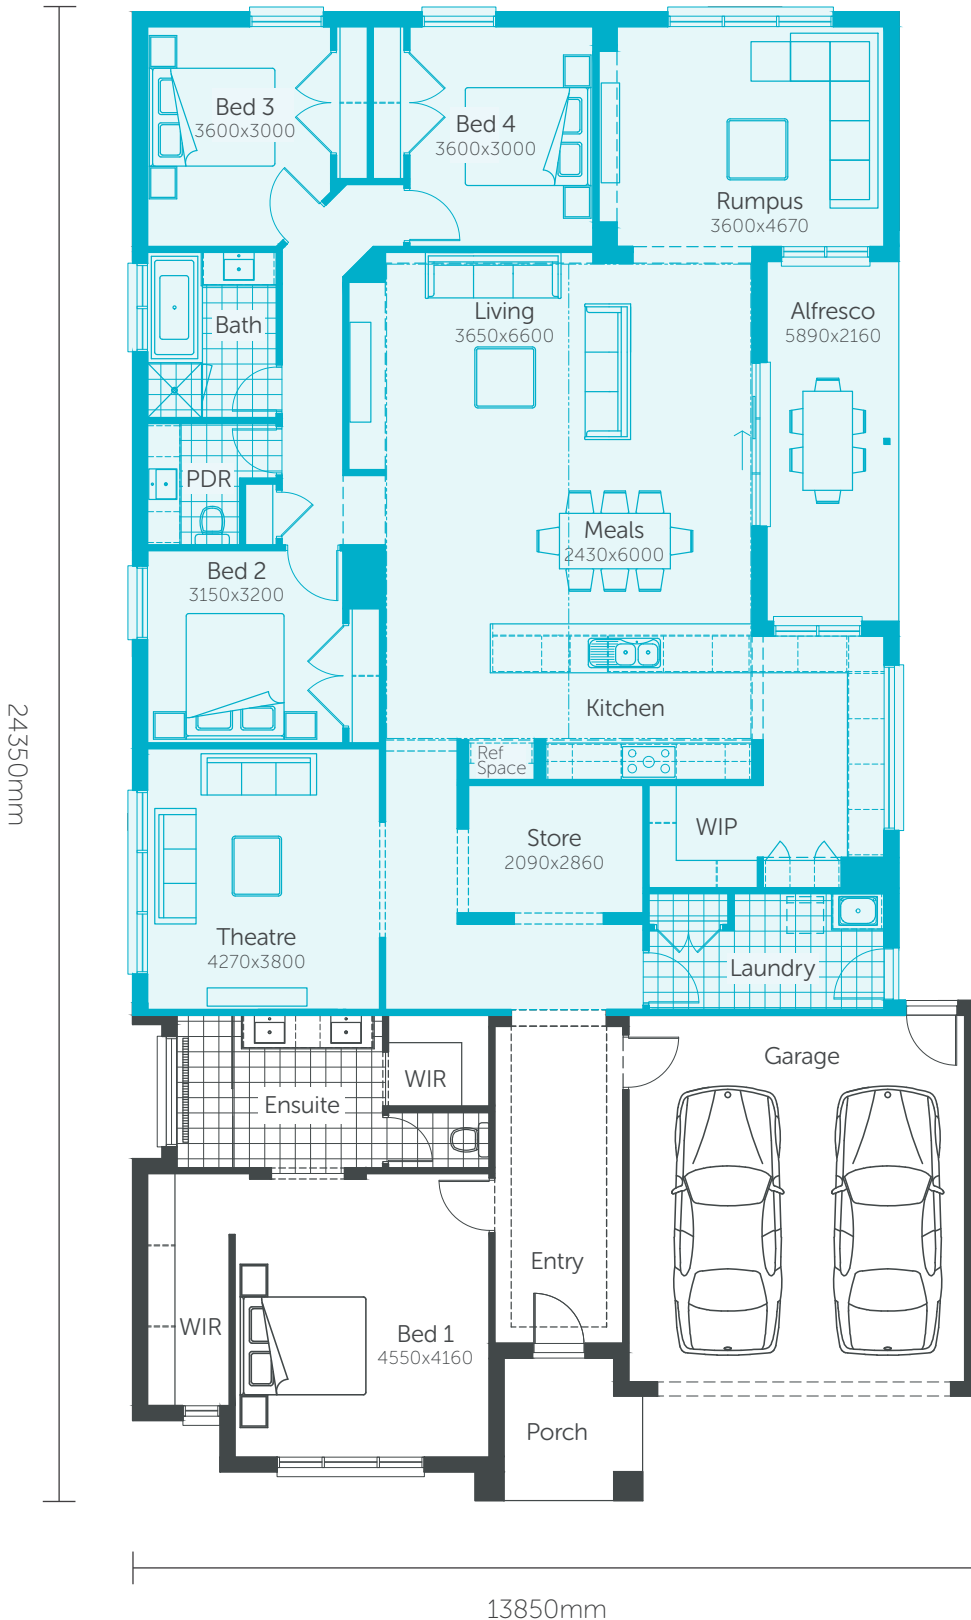 Bed 3
3600x3000
Bed 4
3600x3000
Rumpus
3600x4670
Bath
Living
3650x6600
Alfresco
5890x2160
PDR
Meals
2430x6000
Bed 2
3150x3200
Kitchen
24350mm
Ref
Space
WIP
Store
2090x2860
Theatre
4270x3800
Laundry
Garage
WIR
Ensuite
Entry
WIR
Bed 1
4550x4160
Porch
13850mm